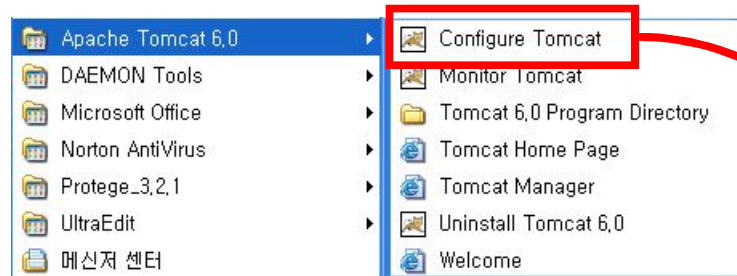 Apache Tomcat 6,0
DAEMON Tools
Microsoft Office
Norton AntiVirus
Protege_3,2,1
UltraEdit
메신저 센터
Configure Tomcat
Monitor Tomcat
Tomcat 6,0 Program Directory
Tomcat Home Page
Tomcat Manager
Uninstall Tomcat 6,0
Welcome